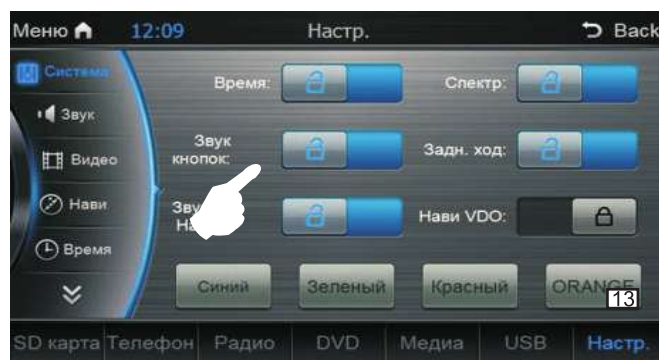 Меню 12:09 Настр. Back
Система
Звук
Видео
Нави
Время
Время: Спектр:
Звук
кнопок: Задн. ход:
Нави VDO:
Синий Зеленый Красный ORANGE
13
SD карта Телефон Радио DVD Медиа USB Настр.